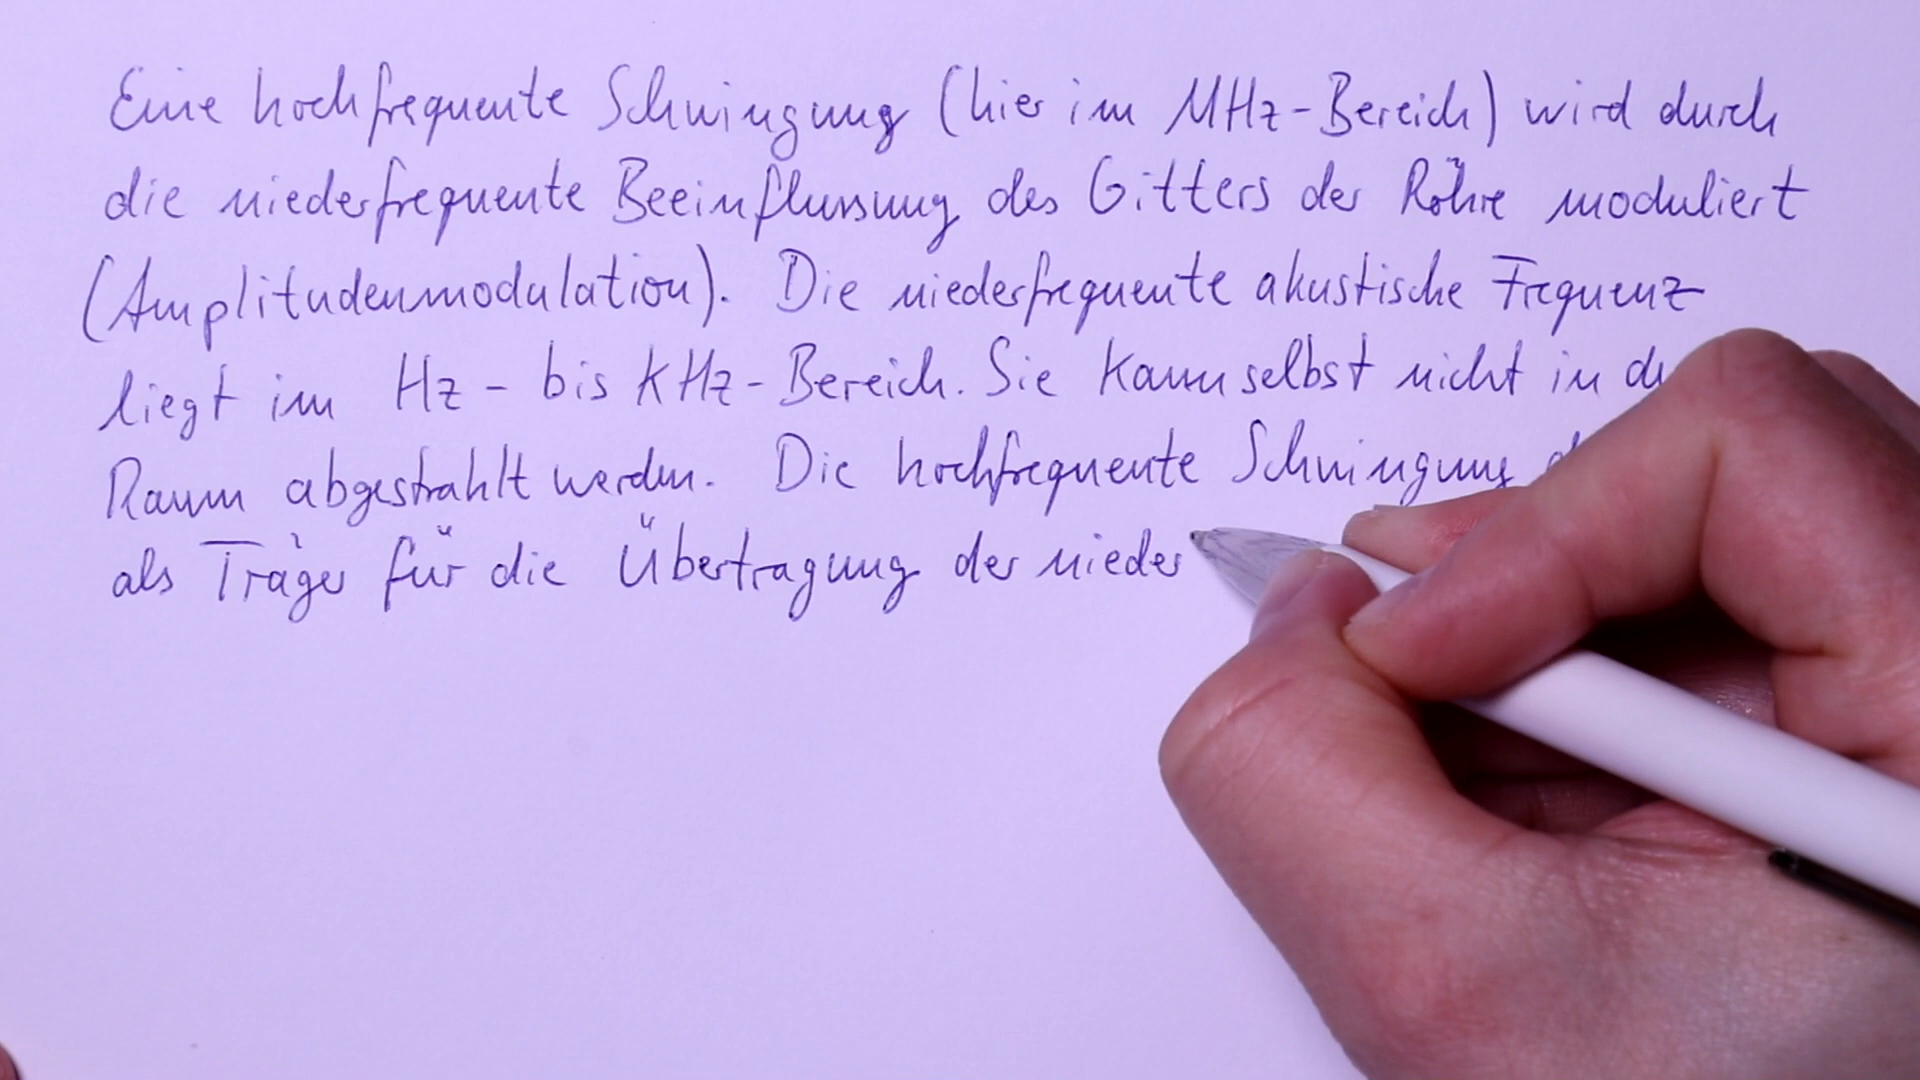 Eine hochfrequente Schwingung (hier im MHz-Bereich) wird durch
die niederfrequente Beeinflussung des Gitters der Röhre moduliert
(Amplitudenmodulation). Die niederfrequente akustische Frequenz
liegt im Hz- bis kHz-Bereich. Sie kann selbst nicht in
Raum abgestrahlt werden. Die hochfrequente Schwingung
als Träger für die Übertragung der nieder